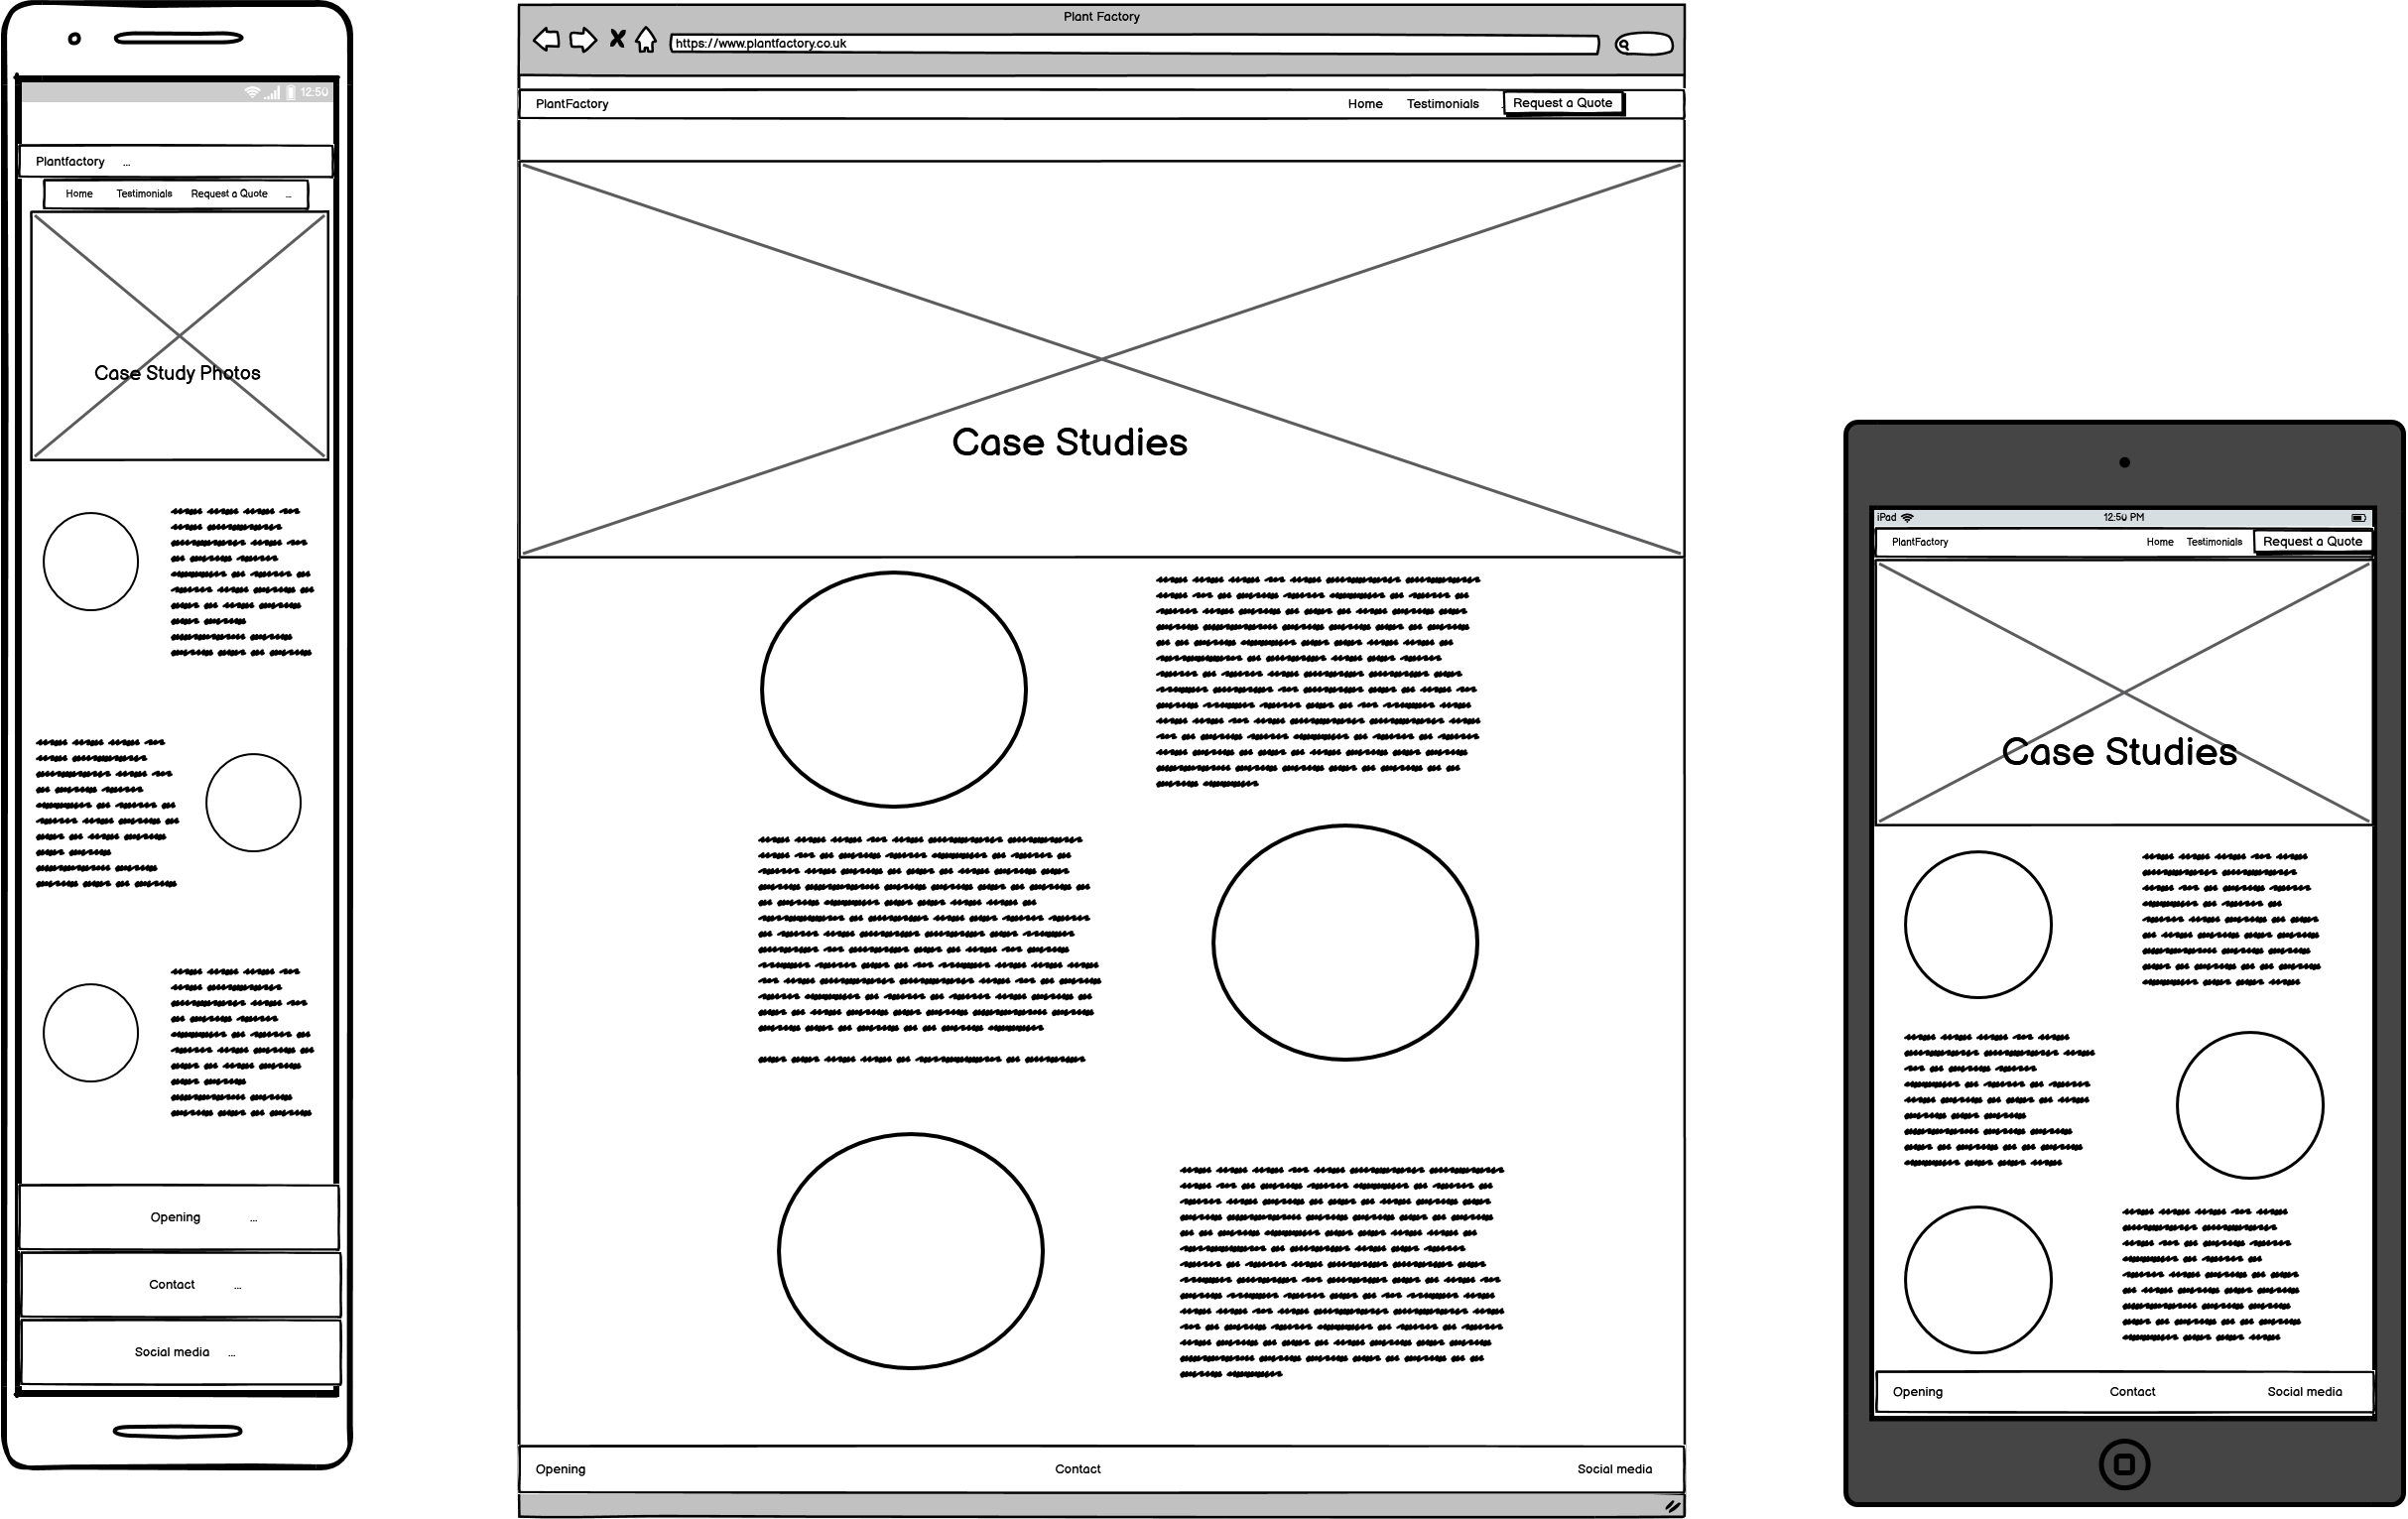 12:50
Plantfactory ...
Home Testimonials Request a Quote ...
Case Study Photos
Opening ...
Contact ...
Social media ...
Plant Factory
https://www.plantfactory.co.uk
PlantFactory Home Testimonials Request a Quote
Case Studies
Opening Contact Social media
iPad 12:50 PM
PlantFactory Home Testimonials Request a Quote
Case Studies
Opening Contact Social media